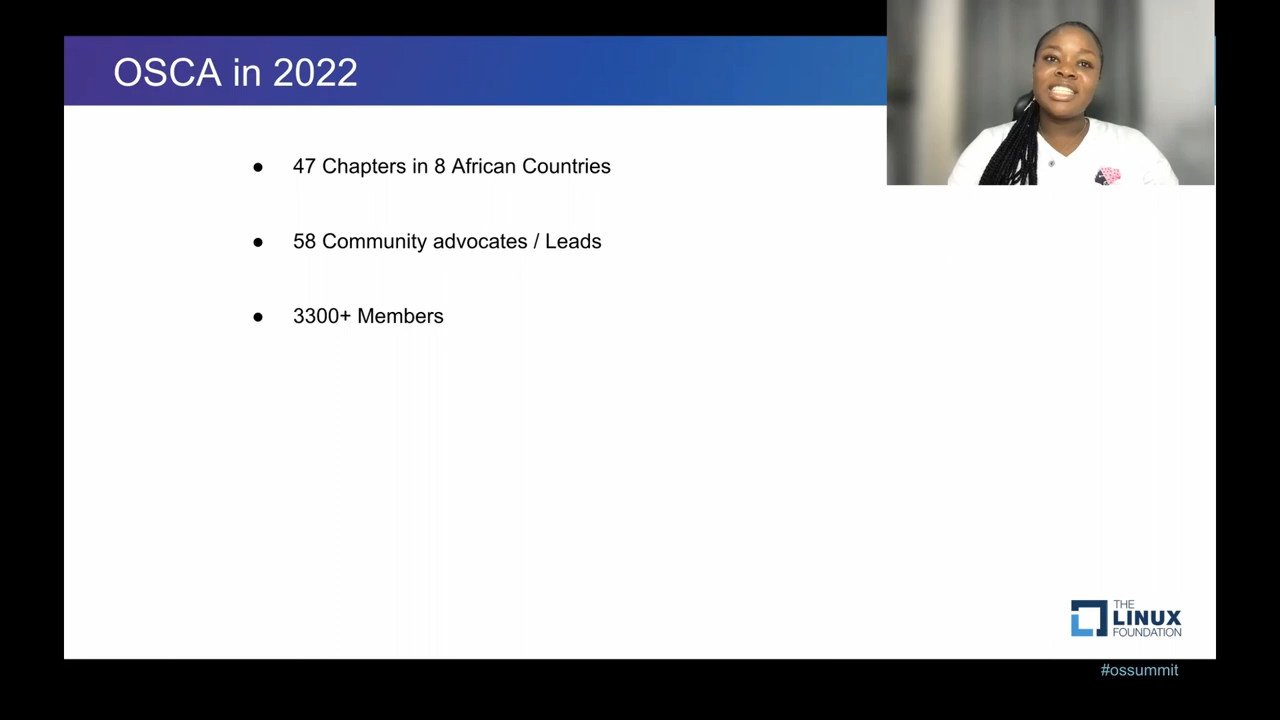 OSCA in 2022
● 47 Chapters in 8 African Countries
● 58 Community advocates / Leads
● 3300+ Members
THE
LINUX
FOUNDATION
#ossummit